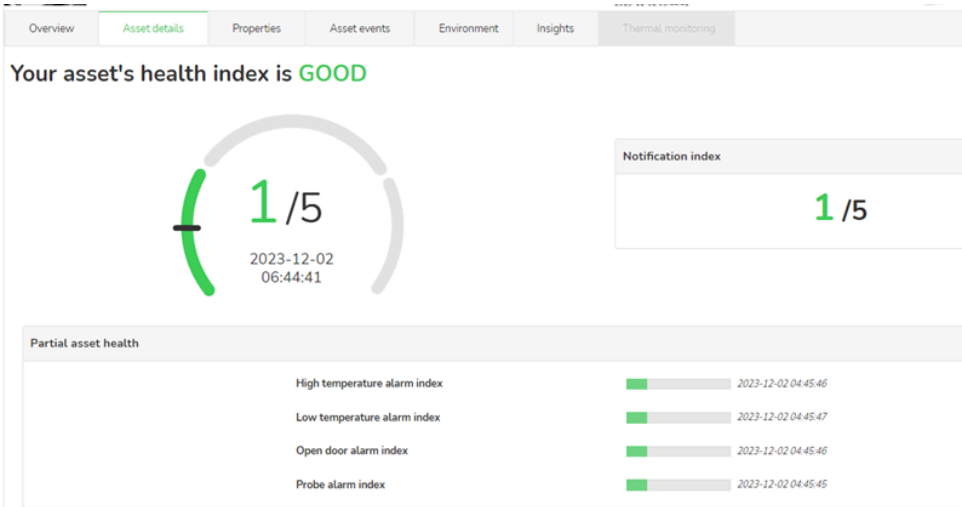 Overview Asset details Properties Asset events Environment Insights Thermal monitoring
Your asset's health index is GOOD
1 /5
2023-12-02
06:44:41
Notification index
1 /5
Partial asset health
High temperature alarm index 2023-12-02 04:45:46
Low temperature alarm index 2023-12-02 04:45:47
Open door alarm index 2023-12-02 04:45:46
Probe alarm index 2023-12-02 04:45:45